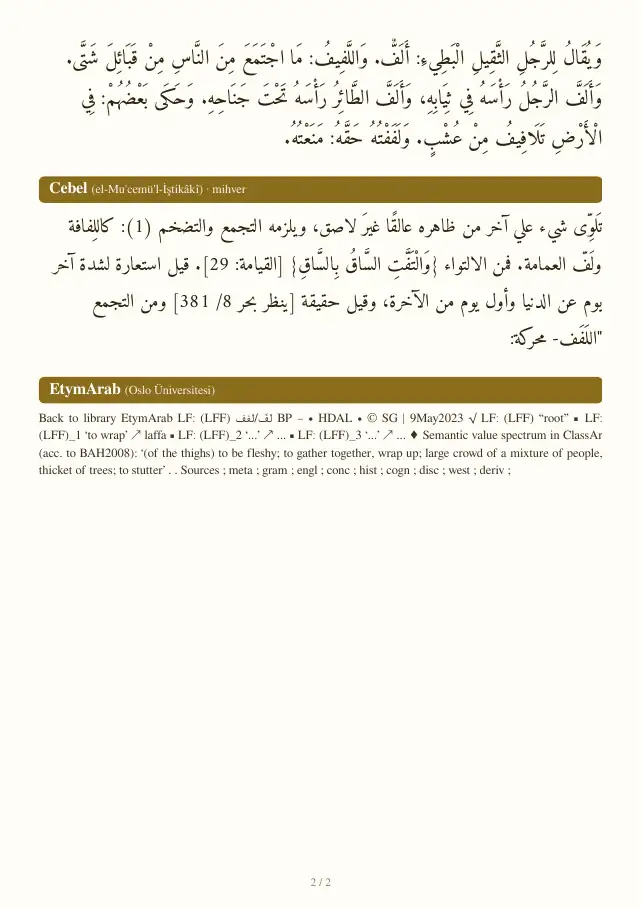 وَيُقَالُ لِلرَّجُلِ الثَّقِيلِ الْبَطِيءِ: أَلَفُّ. وَاللَّفِيفُ: مَا اجْتَمَعَ مِنَ النَّاسِ مِنْ قَبَائِلَ شَتَّى.
وَأَلَفَّ الرَّجُلُ رَأْسَهُ فِي ثِيَابِهِ، وَأَلَفَّ الطَّائِرُ رَأْسَهُ تَحْتَ جَنَاحِهِ. وَحَكَى بَعْضُهُمْ: فِي
الْأَرْضِ تَلَافِيفُ مِنْ عُشْبٍ. وَلَفَفْتُهُ حَقَّهُ: مَنَعْتُهُ.
Cebel (el-Mu'cemü'l-İştikâkî) · mihver
تَلَوِّى شيء علي آخر من ظاهره عالقًا غيرَ لاصق، ويلزمه التجمع والتضخم (1): كاللِفافة
ولَفّ العمامة. فمن الالتواء {وَالْتَفَّتِ السَّاقُ بِالسَّاقِ} [القيامة: 29]. قيل استعارة لشدة آخر
يوم عن الدنيا وأول يوم من الآخرة، وقيل حقيقة [ينظر بحر 8/ 381] ومن التجمع
"اللَفَف- محركة:
EtymArab (Oslo Üniversitesi)
Back to library EtymArab LF: (LFF) لفّ/لفف BP – • HDAL • © SG | 9May2023 √ LF: (LFF) “root” ▪ LF:
(LFF)_1 ‘to wrap’ ↗ laffa ▪ LF: (LFF)_2 ‘...’ ↗ ... ▪ LF: (LFF)_3 ‘...’ ↗ ... ♦ Semantic value spectrum in ClassAr
(acc. to BAH2008): ‘(of the thighs) to be fleshy; to gather together, wrap up; large crowd of a mixture of people,
thicket of trees; to stutter’ . . Sources ; meta ; gram ; engl ; conc ; hist ; cogn ; disc ; west ; deriv ;
2 / 2